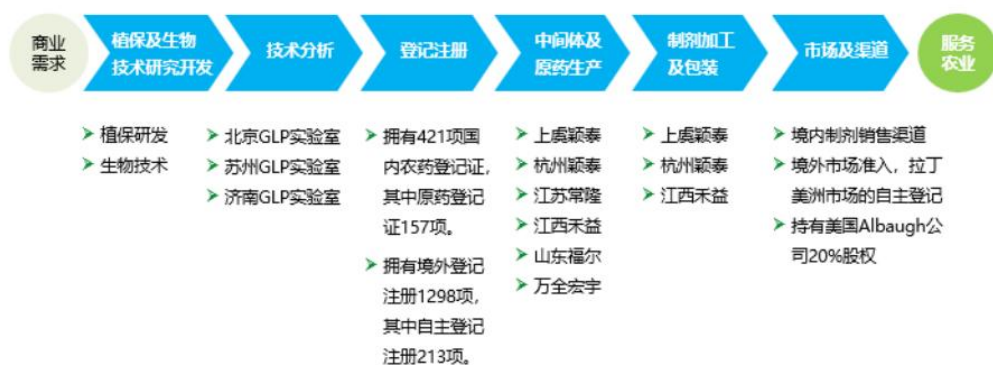 商业
需求
植保及生物
技术研究开发
技术分析
登记注册
中间体及
原药生产
制剂加工
及包装
市场及渠道
服务
农业
植保研发
生物技术
北京GLP实验室
苏州GLP实验室
济南GLP实验室
拥有421项国
内农药登记证,
其中原药登记
证157项。
拥有境外登记
注册1298项,
其中自主登记
注册213项。
上虞颖泰
杭州颖泰
江苏常隆
江西禾益
山东福尔
万全宏宇
上虞颖泰
杭州颖泰
江西禾益
境内制剂销售渠道
境外市场准入，拉丁
美洲市场的自主登记
持有美国Albaugh公
司20%股权